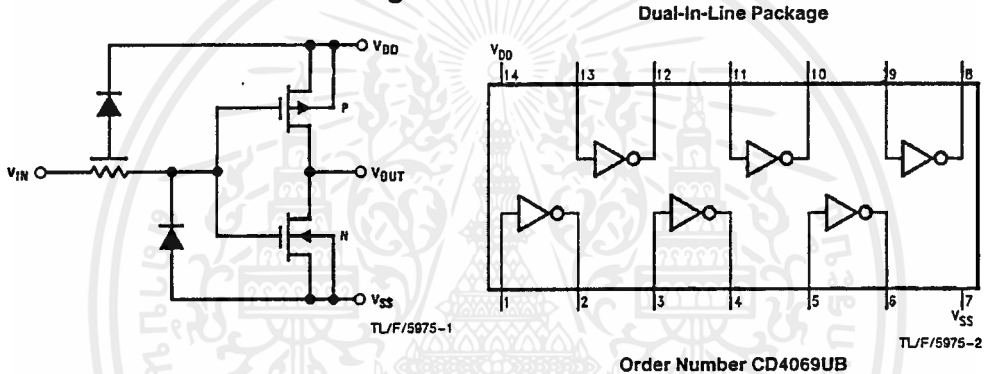 Dual-In-Line Package
VDD
VIN
P
VOUT
N
VSS
TL/F/5975-1
VDD
14 13 12 11 10 9 8
1 2 3 4 5 6 7
VSS
TL/F/5975-2
Order Number CD4069UB